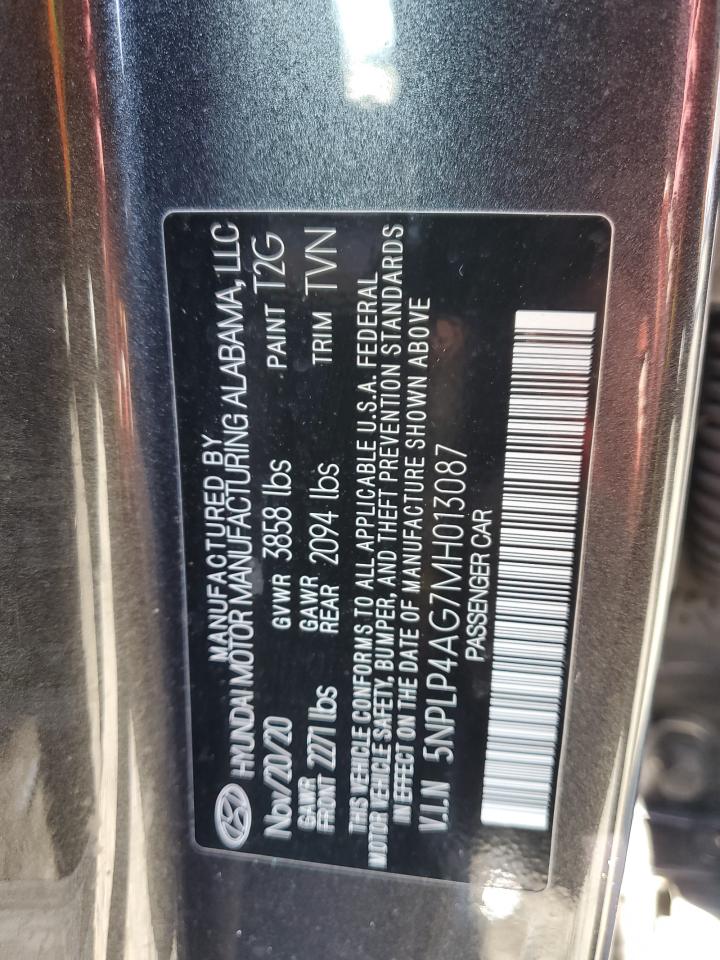 MANUFACTURED BY
HYUNDAI MOTOR MANUFACTURING ALABAMA, LLC
Nov/20/20 GVWR 3858 lbs PAINT T2G
GAWR FRONT 2271 lbs GAWR REAR 2094 lbs TRIM TVN
THIS VEHICLE CONFORMS TO ALL APPLICABLE U.S.A. FEDERAL
MOTOR VEHICLE SAFETY, BUMPER, AND THEFT PREVENTION STANDARDS
IN EFFECT ON THE DATE OF MANUFACTURE SHOWN ABOVE
V.I.N 5NPLP4AG7MH013087
PASSENGER CAR